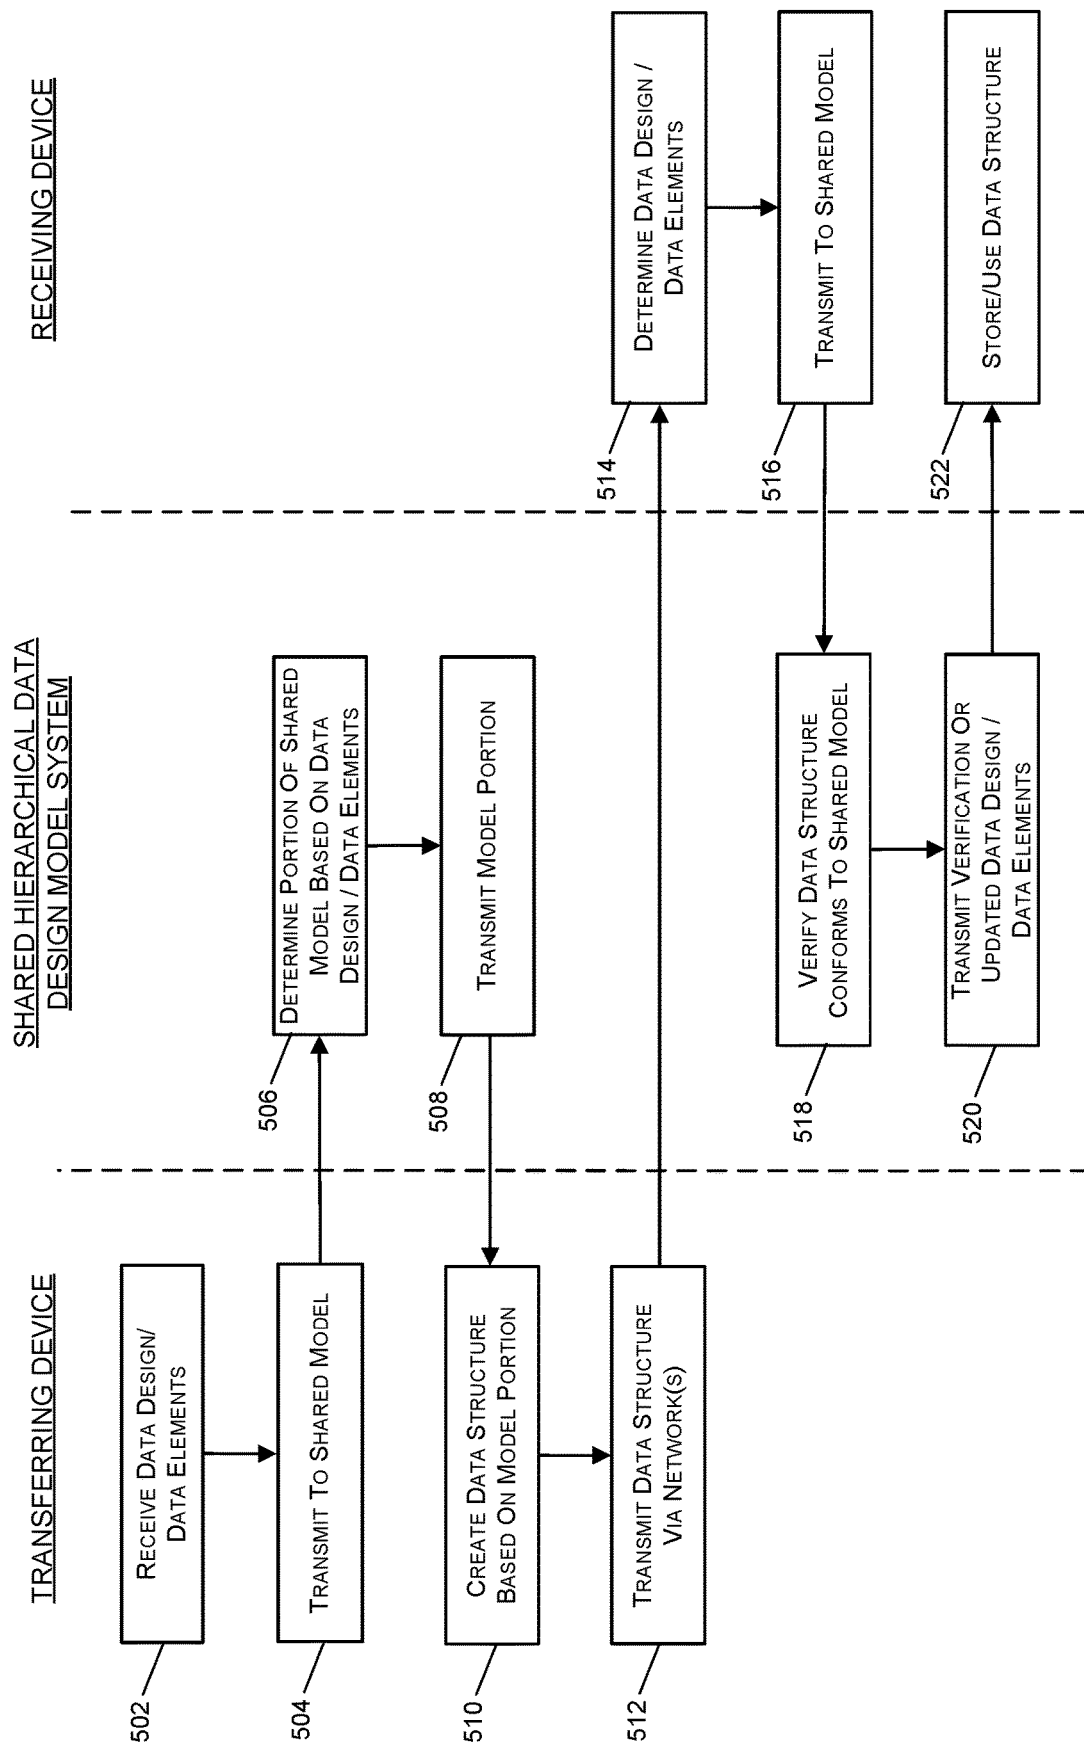 TRANSFERRING DEVICE
SHARED HIERARCHICAL DATA
DESIGN MODEL SYSTEM
RECEIVING DEVICE
RECEIVE DATA DESIGN/
DATA ELEMENTS
502
TRANSMIT TO SHARED MODEL
504
DETERMINE PORTION OF SHARED
MODEL BASED ON DATA
DESIGN / DATA ELEMENTS
506
TRANSMIT MODEL PORTION
508
CREATE DATA STRUCTURE
BASED ON MODEL PORTION
510
TRANSMIT DATA STRUCTURE
VIA NETWORK(S)
512
DETERMINE DATA DESIGN /
DATA ELEMENTS
514
TRANSMIT TO SHARED MODEL
516
VERIFY DATA STRUCTURE
CONFORMS TO SHARED MODEL
518
TRANSMIT VERIFICATION OR
UPDATED DATA DESIGN /
DATA ELEMENTS
520
STORE/USE DATA STRUCTURE
522